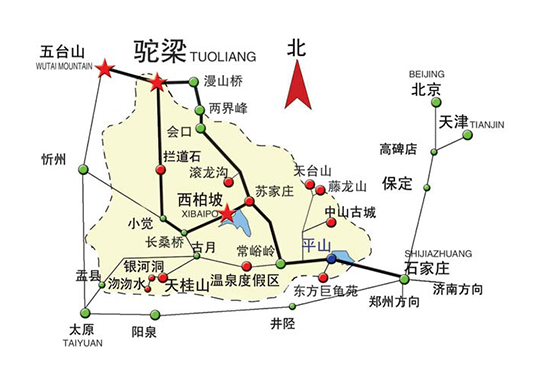 五台山
WUTAI MOUNTAIN
驼梁 TUOLIANG
北
漫山桥
两界峰
会口
BEIJING
北京
天津
TIANJIN
高碑店
忻州
拦道石
滚龙沟
天台山
藤龙山
保定
苏家庄
西柏坡
XIBAIPO
中山古城
小觉
长桑桥
古月
常峪岭
平山
SHIJIAZHUANG
石家庄
盂县
银河洞
沕沕水
天桂山
温泉度假区
东方巨龟苑
郑州方向
济南方向
太原
TAIYUAN
阳泉
井陉